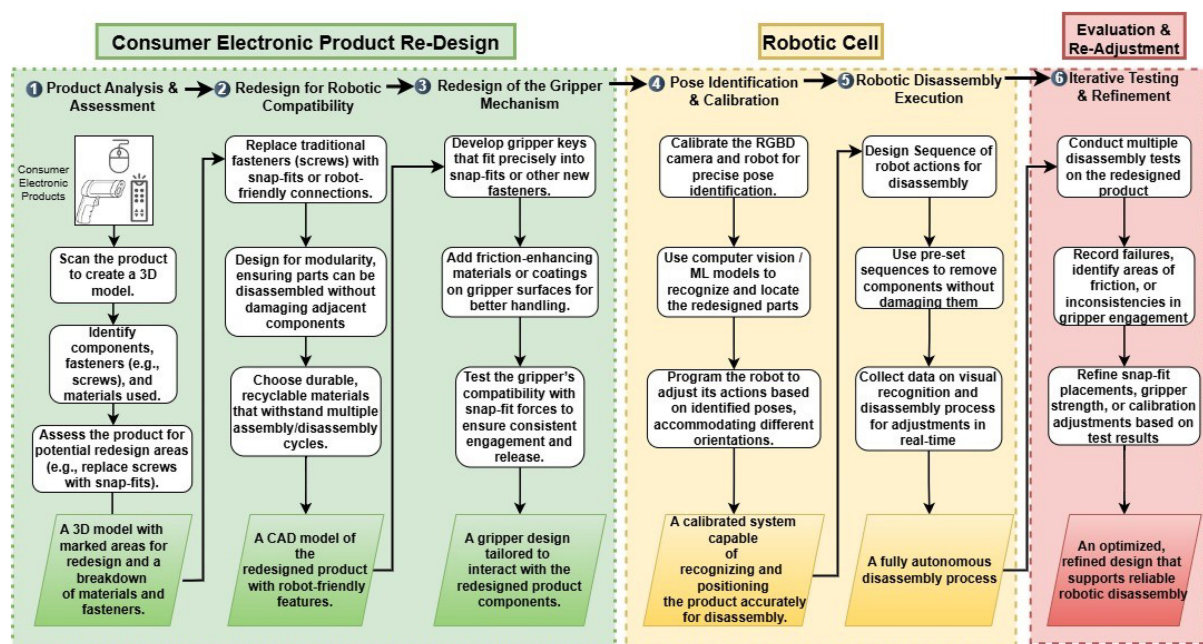 Consumer Electronic Product Re-Design
Robotic Cell
Evaluation &
Re-Adjustment
1 Product Analysis &
Assessment
Consumer
Electronic
Products
Scan the product
to create a 3D
model.
Identify
components,
fasteners (e.g.,
screws), and
materials used.
Assess the product for
potential redesign areas
(e.g., replace screws
with snap-fits).
A 3D model with
marked areas for
redesign and a
breakdown
of materials and
fasteners.
2 Redesign for Robotic
Compatibility
Replace traditional
fasteners (screws) with
snap-fits or robot-
friendly connections.
Design for modularity,
ensuring parts can be
disassembled without
damaging adjacent
components
Choose durable,
recyclable materials
that withstand multiple
assembly/disassembly
cycles.
A CAD model of
the
redesigned product
with robot-friendly
features.
3 Redesign of the Gripper
Mechanism
Develop gripper keys
that fit precisely into
snap-fits or other new
fasteners.
Add friction-enhancing
materials or coatings
on gripper surfaces for
better handling.
Test the gripper's
compatibility with
snap-fit forces to
ensure consistent
engagement and
release.
A gripper design
tailored to
interact with the
redesigned product
components.
4 Pose Identification
& Calibration
Calibrate the RGBD
camera and robot for
precise pose
identification.
Use computer vision /
ML models to
recognize and locate
the redesigned parts
Program the robot to
adjust its actions based
on identified poses,
accommodating different
orientations.
A calibrated system
capable
of
recognizing and
positioning
the product accurately
for disassembly.
5 Robotic Disassembly
Execution
Design Sequence of
robot actions for
disassembly
Use pre-set
sequences to remove
components without
damaging them
Collect data on visual
recognition and
disassembly process
for adjustments in
real-time
A fully autonomous
disassembly process
6 Iterative Testing
& Refinement
Conduct multiple
disassembly tests
on the redesigned
product
Record failures,
identify areas of
friction, or
inconsistencies in
gripper engagement
Refine snap-fit
placements, gripper
strength, or calibration
adjustments based on
test results
An optimized,
refined design that
supports reliable
robotic disassembly